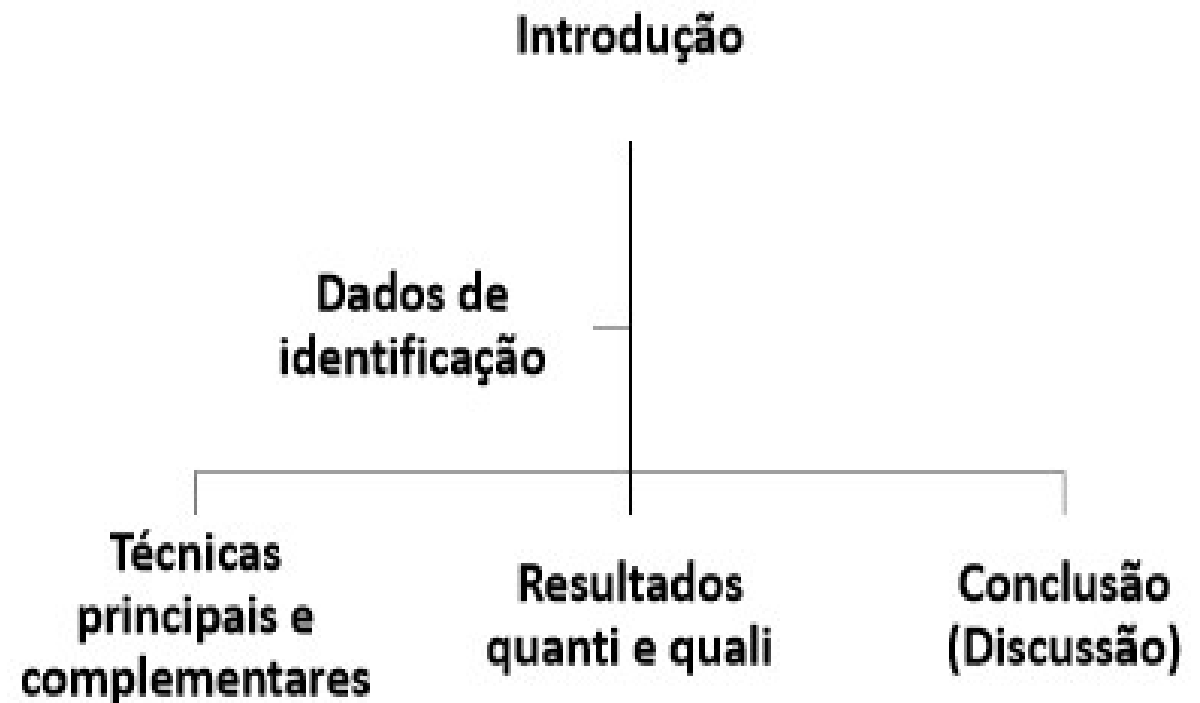 Introdução
Dados de
identificação
Técnicas
principais e
complementares
Resultados
quanti e quali
Conclusão
(Discussão)